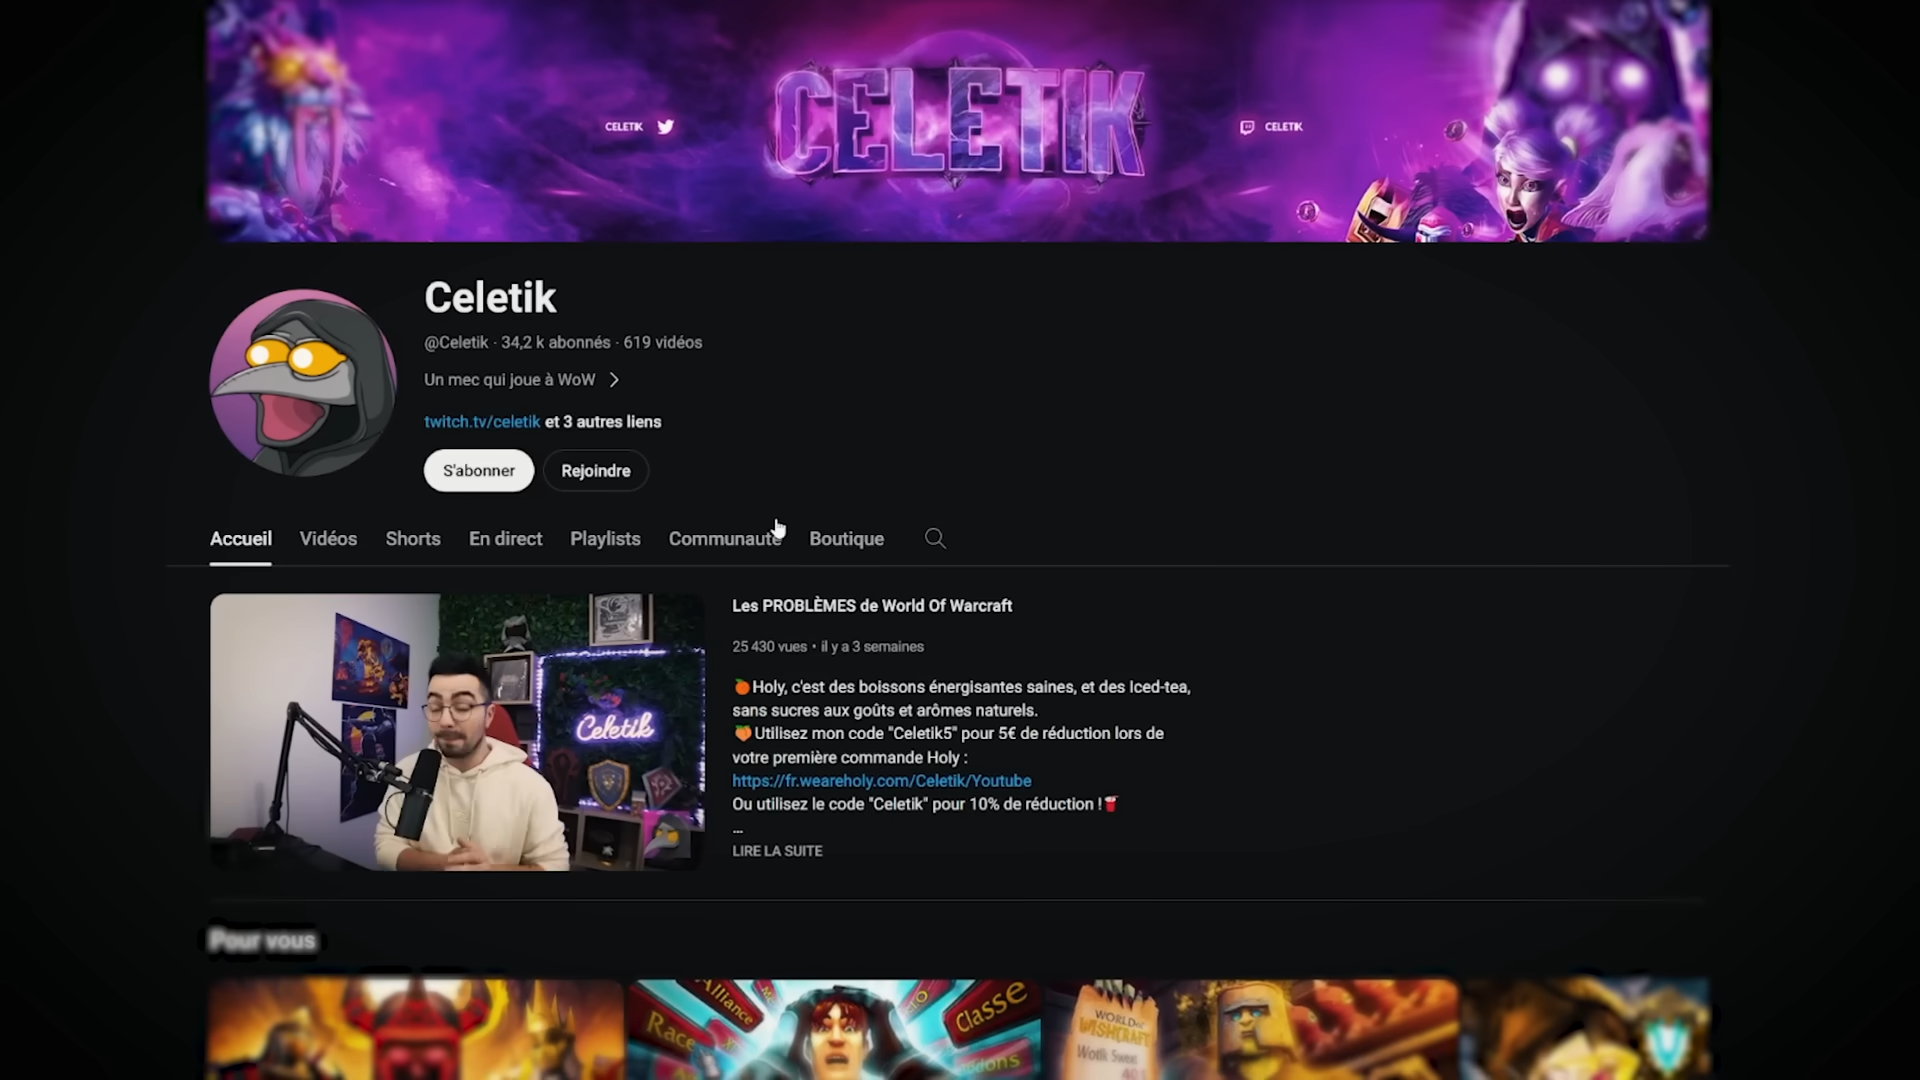 CELETIK
CELETIK
CELETIK
Celetik
@Celetik · 34,2 k abonnés · 619 vidéos
Un mec qui joue à WoW
twitch.tv/celetik et 3 autres liens
S'abonner
Rejoindre
Accueil
Vidéos
Shorts
En direct
Playlists
Communauté
Boutique
Les PROBLÈMES de World Of Warcraft
25 430 vues • il y a 3 semaines
🍊Holy, c'est des boissons énergisantes saines, et des Iced-tea,
sans sucres aux goûts et arômes naturels.
🍑Utilisez mon code "Celetik5" pour 5€ de réduction lors de
votre première commande Holy :
https://fr.weareholy.com/Celetik/Youtube
Ou utilisez le code "Celetik" pour 10% de réduction !🥤
...
LIRE LA SUITE
Celetik
Pour vous
Alliance
Race
Classe
WORLD of
WISHCRAFT
Wotlk Sweat